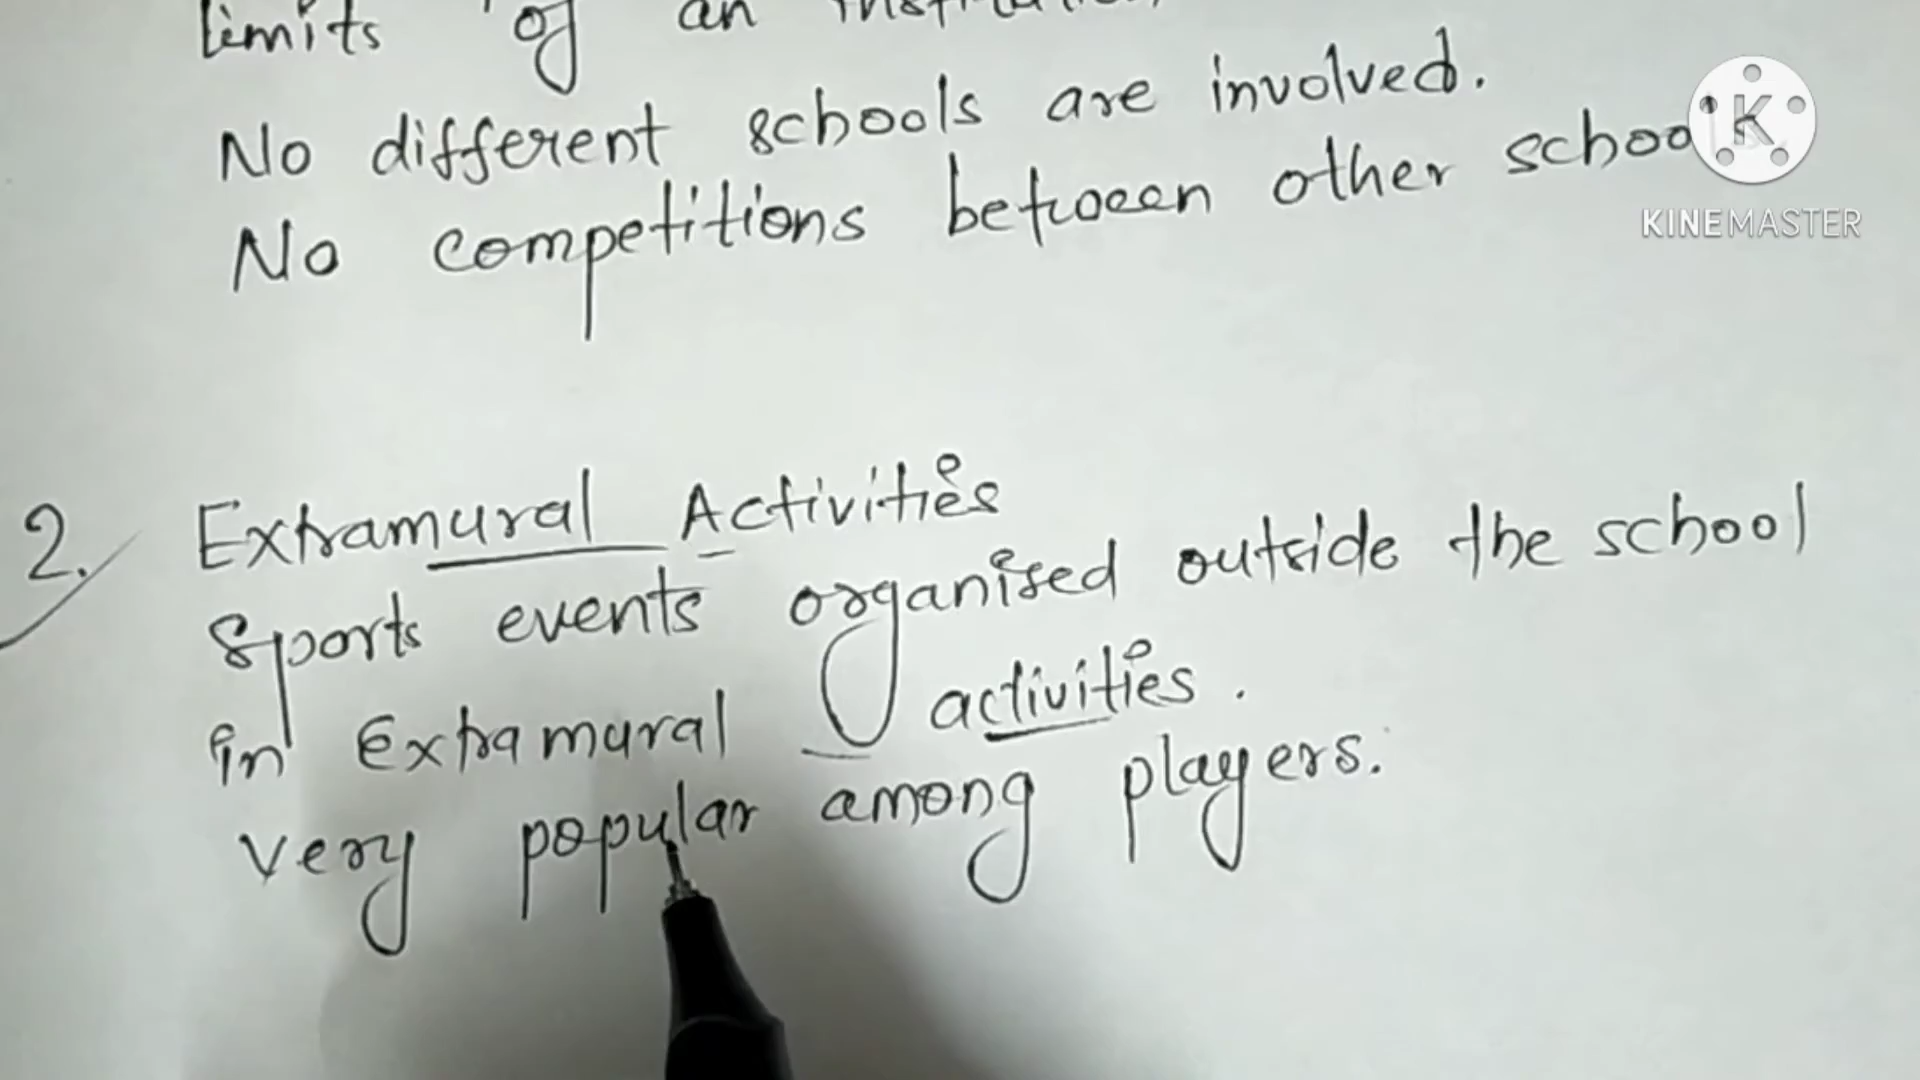 limits of an
No different schools are involved.
No competitions between other
2. Extramural Activities
Sports events organised outside the school
in Extramural activities.
very popular among players.
K
KINEMASTER